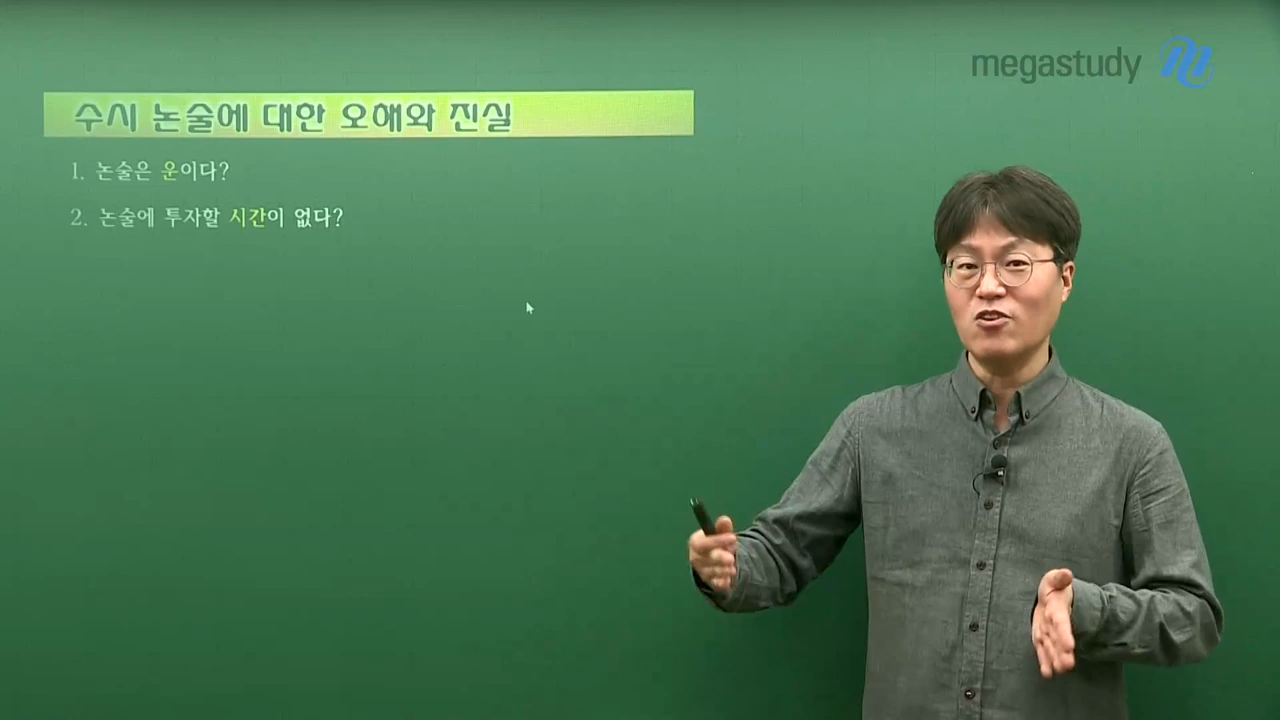 megastudy
수시 논술에 대한 오해와 진실
1. 논술은 운이다?
2. 논술에 투자할 시간이 없다?